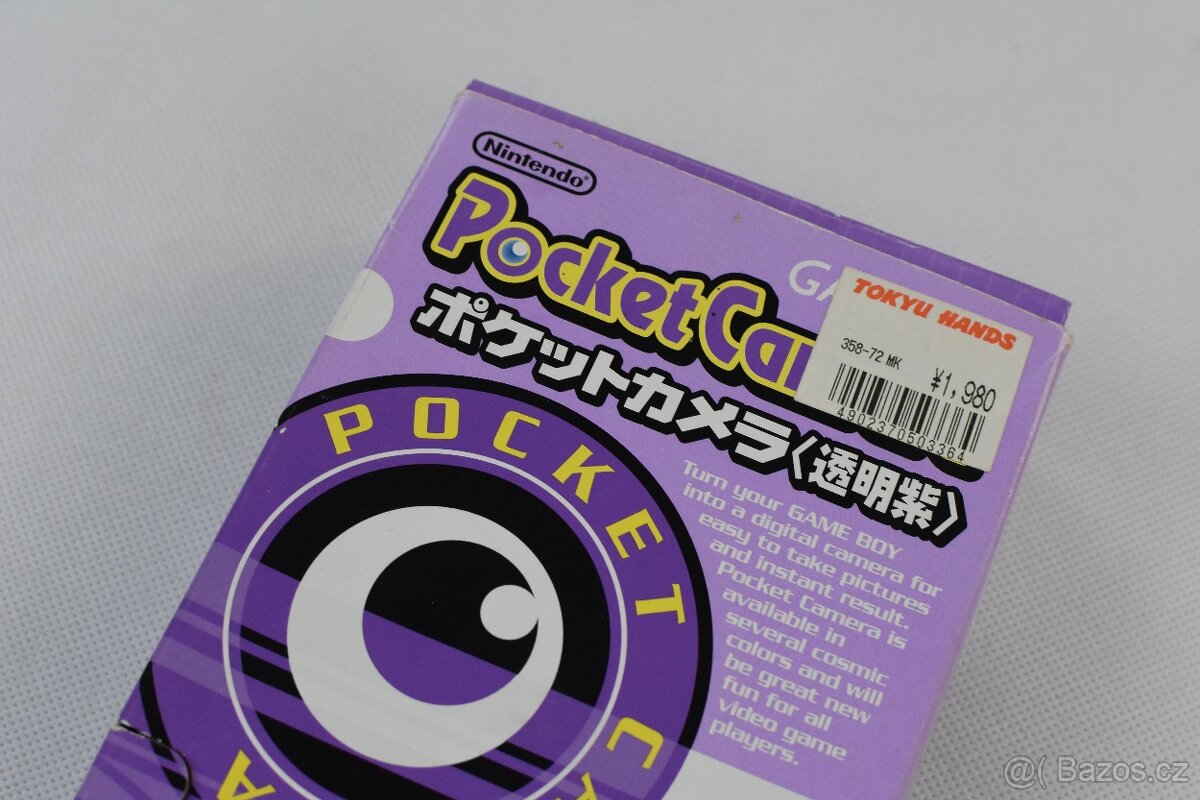 Nintendo
Pocket Ca
GA
ポケットカメラ〈透明紫〉
TOKYU HANDS
358-72 MK
¥1,980
4902370503364
POCKET CA
A
Turn your GAME BOY
into a digital camera for
easy to take pictures
and instant result.
Pocket Camera is
available in
several cosmic
colors and will
be great new
fun for all
video game
players.
@( Bazos.cz